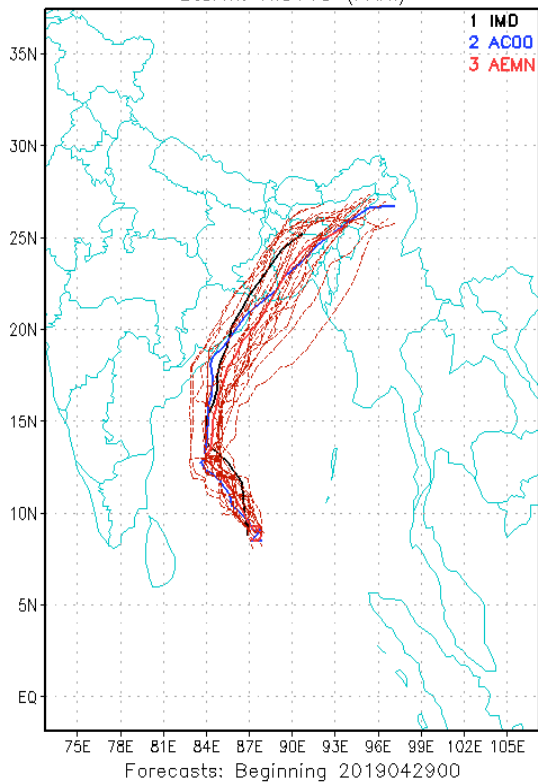 1 IMD
2 AC00
3 AEMN
35N
30N
25N
20N
15N
10N
5N
EQ
75E 78E 81E 84E 87E 90E 93E 96E 99E 102E 105E
Forecasts: Beginning 2019042900